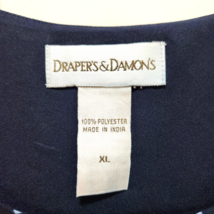 DRAPER'S & DAMON'S
100% POLYESTER
MADE IN INDIA
XL